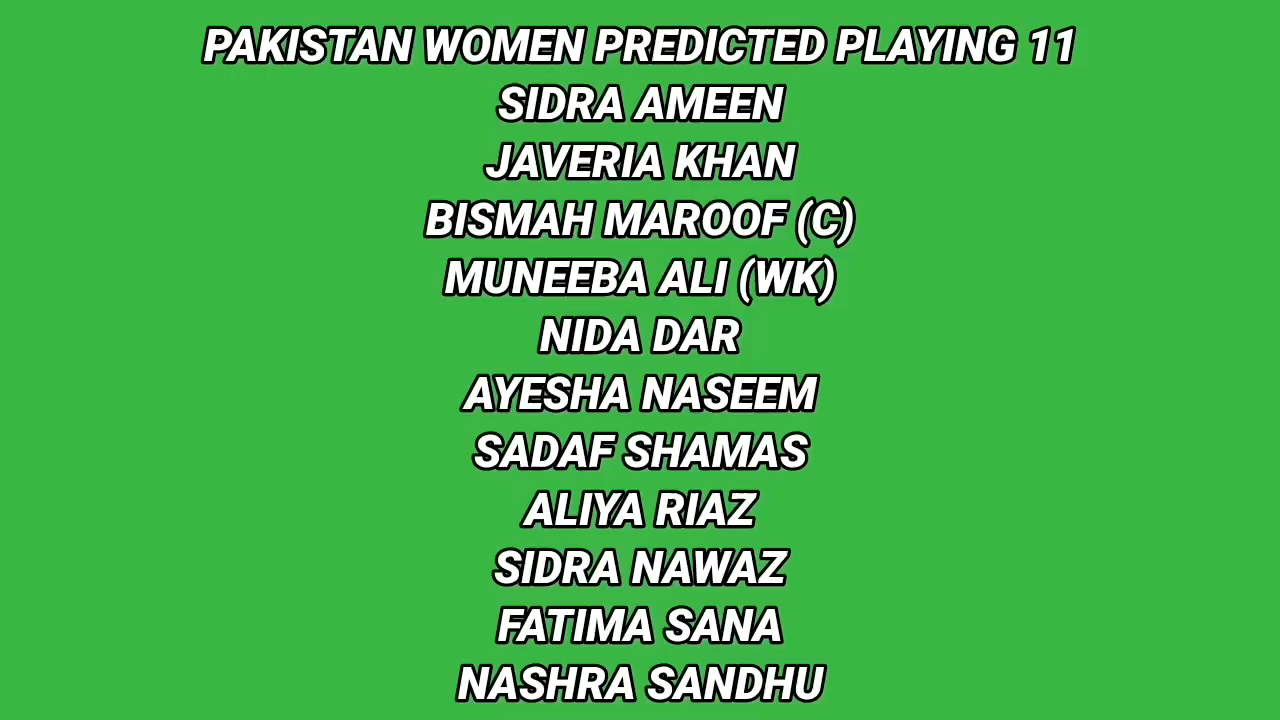 PAKISTAN WOMEN PREDICTED PLAYING 11
SIDRA AMEEN
JAVERIA KHAN
BISMAH MAROOF (C)
MUNEEBA ALI (WK)
NIDA DAR
AYESHA NASEEM
SADAF SHAMAS
ALIYA RIAZ
SIDRA NAWAZ
FATIMA SANA
NASHRA SANDHU